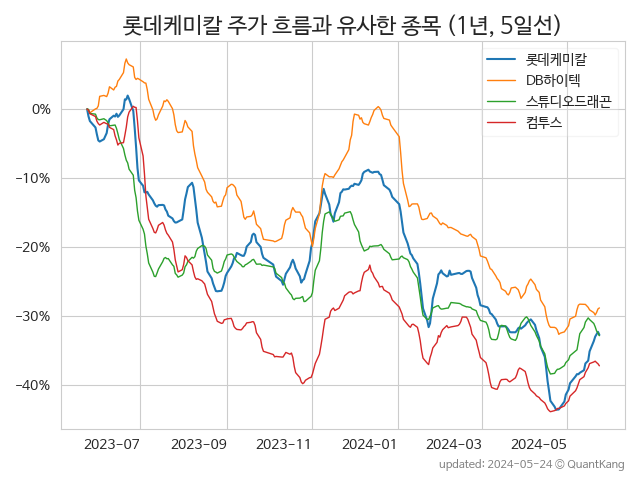 롯데케미칼 주가 흐름과 유사한 종목 (1년, 5일선)
롯데케미칼
DB하이텍
스튜디오드래곤
컴투스
0%
−10%
−20%
−30%
−40%
2023-07 2023-09 2023-11 2024-01 2024-03 2024-05
updated: 2024-05-24 © QuantKang